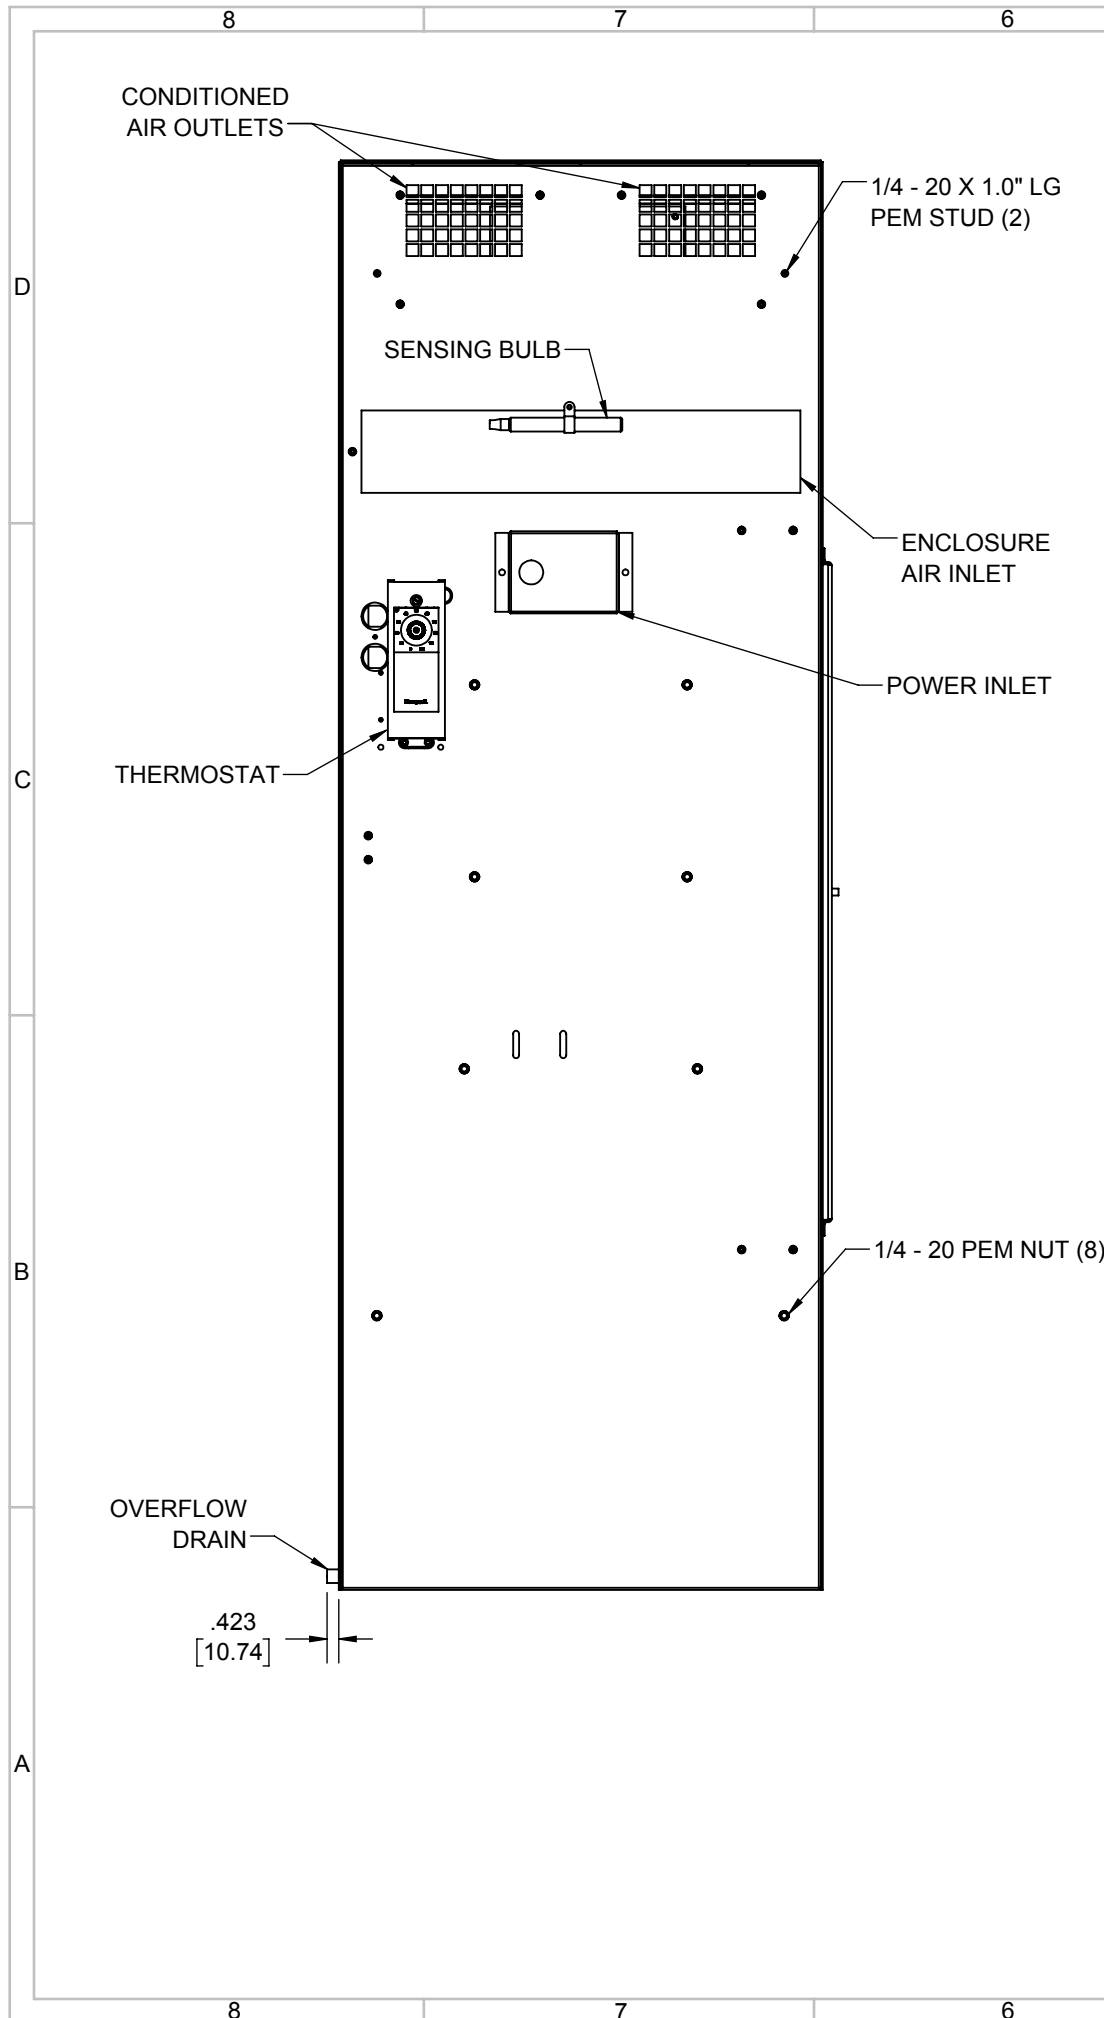 8
7
6
CONDITIONED
AIR OUTLETS
1/4 - 20 X 1.0" LG
PEM STUD (2)
D
SENSING BULB
ENCLOSURE
AIR INLET
POWER INLET
THERMOSTAT
C
1/4 - 20 PEM NUT (8)
B
OVERFLOW
DRAIN
.423
[10.74]
A
8
7
6